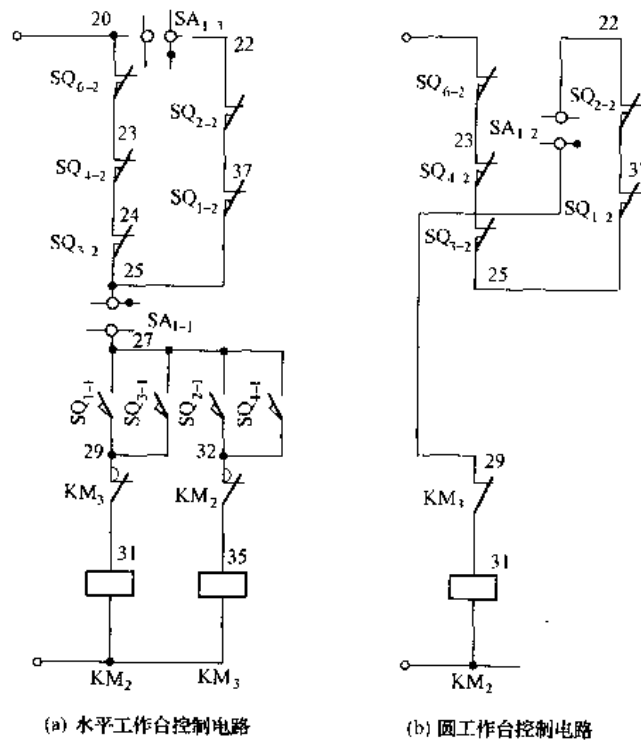 20
SA₁₋₃
22
SQ₆₋₂
SQ₂₋₂
23
SQ₄₋₂
37
SQ₁₋₂
24
SQ₃₋₂
25
SA₁₋₁
27
SQ₁₋₁
SQ₃₋₁
SQ₂₋₁
SQ₄₋₁
29
32
KM₃
KM₂
31
35
KM₂
KM₃
(a) 水平工作台控制电路
22
SQ₆₋₂
SQ₂₋₂
23
SA₁₋₂
SQ₄₋₂
37
SQ₁₋₂
SQ₃₋₂
25
29
KM₃
31
KM₂
(b) 圆工作台控制电路